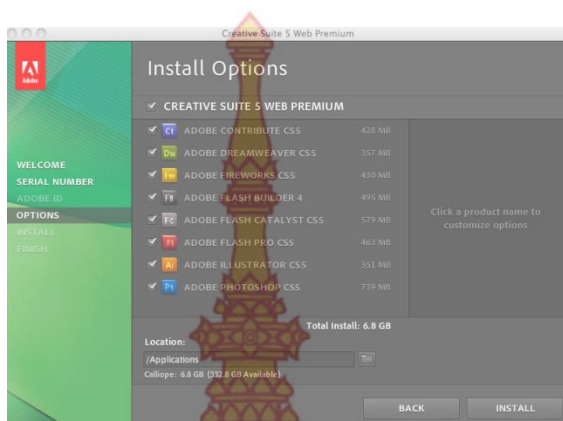 Creative Suite 5 Web Premium
Adobe
Install Options
CREATIVE SUITE 5 WEB PREMIUM
Ct ADOBE CONTRIBUTE CS5 428 MB
Dw ADOBE DREAMWEAVER CS5 357 MB
Fw ADOBE FIREWORKS CS5 430 MB
FB ADOBE FLASH BUILDER 4 495 MB
Fc ADOBE FLASH CATALYST CS5 579 MB
Fl ADOBE FLASH PRO CS5 463 MB
Ai ADOBE ILLUSTRATOR CS5 351 MB
Ps ADOBE PHOTOSHOP CS5 739 MB
WELCOME
SERIAL NUMBER
ADOBE ID
OPTIONS
INSTALL
FINISH
Click a product name to
customize options
Total Install: 6.8 GB
Location:
/Applications
Calliope: 6.8 GB (332.8 GB Available)
BACK INSTALL